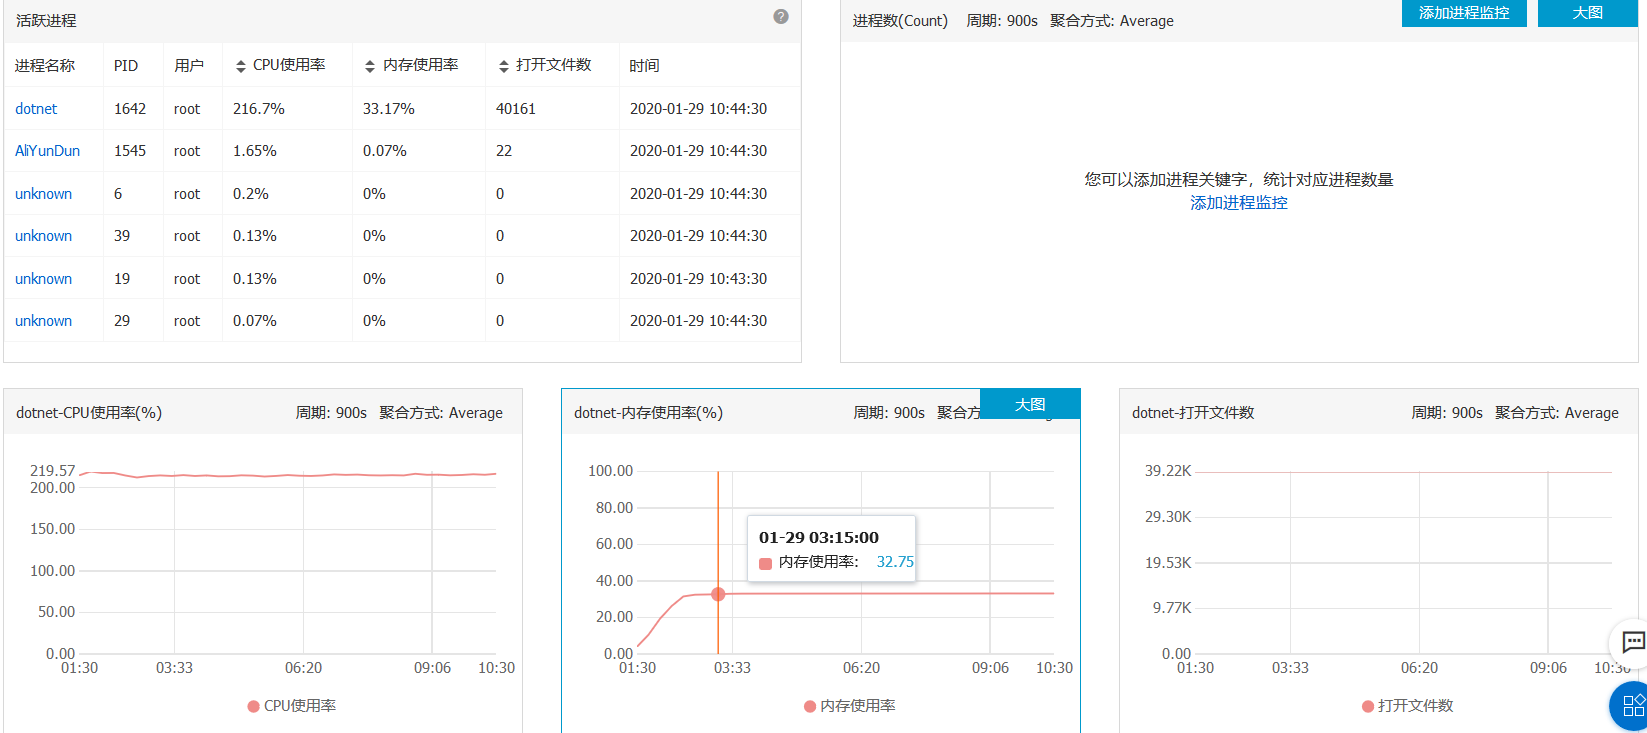 活跃进程
进程名称 PID 用户 CPU使用率 内存使用率 打开文件数 时间
dotnet 1642 root 216.7% 33.17% 40161 2020-01-29 10:44:30
AliYunDun 1545 root 1.65% 0.07% 22 2020-01-29 10:44:30
unknown 6 root 0.2% 0% 0 2020-01-29 10:44:30
unknown 39 root 0.13% 0% 0 2020-01-29 10:44:30
unknown 19 root 0.13% 0% 0 2020-01-29 10:43:30
unknown 29 root 0.07% 0% 0 2020-01-29 10:44:30
进程数(Count) 周期: 900s 聚合方式: Average 添加进程监控 大图
您可以添加进程关键字，统计对应进程数量
添加进程监控
dotnet-CPU使用率(%) 周期: 900s 聚合方式: Average
219.57
200.00
150.00
100.00
50.00
0.00
01:30 03:33 06:20 09:06 10:30
CPU使用率
dotnet-内存使用率(%) 周期: 900s 聚合方 大图
100.00
80.00
60.00
40.00
20.00
0.00
01-29 03:15:00
内存使用率: 32.75
01:30 03:33 06:20 09:06 10:30
内存使用率
dotnet-打开文件数 周期: 900s 聚合方式: Average
39.22K
29.30K
19.53K
9.77K
0.00
01:30 03:33 06:20 09:06 10:30
打开文件数